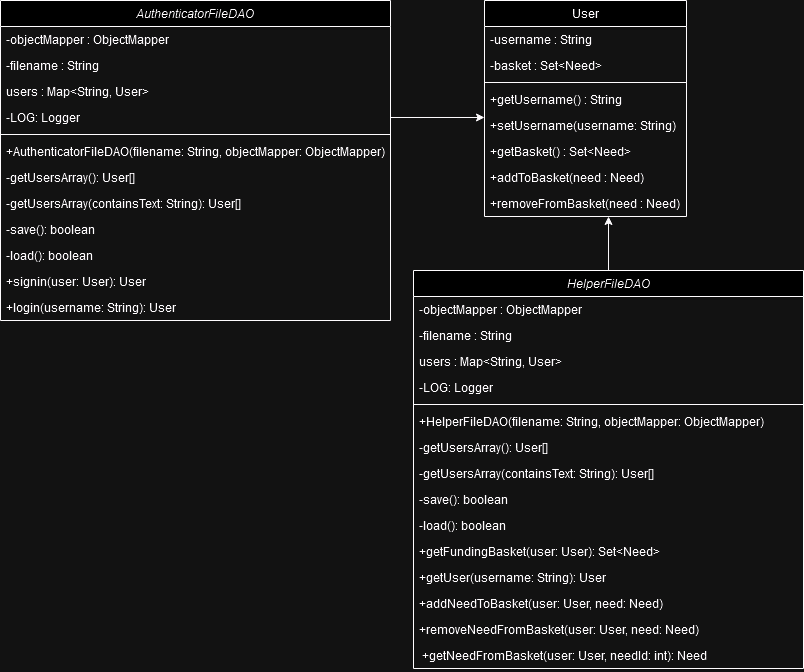 AuthenticatorFileDAO
-objectMapper : ObjectMapper
-filename : String
users : Map<String, User>
-LOG: Logger
+AuthenticatorFileDAO(filename: String, objectMapper: ObjectMapper)
-getUsersArray(): User[]
-getUsersArray(containsText: String): User[]
-save(): boolean
-load(): boolean
+signin(user: User): User
+login(username: String): User
User
-username : String
-basket : Set<Need>
+getUsername() : String
+setUsername(username: String)
+getBasket() : Set<Need>
+addToBasket(need : Need)
+removeFromBasket(need : Need)
HelperFileDAO
-objectMapper : ObjectMapper
-filename : String
users : Map<String, User>
-LOG: Logger
+HelperFileDAO(filename: String, objectMapper: ObjectMapper)
-getUsersArray(): User[]
-getUsersArray(containsText: String): User[]
-save(): boolean
-load(): boolean
+getFundingBasket(user: User): Set<Need>
+getUser(username: String): User
+addNeedToBasket(user: User, need: Need)
+removeNeedFromBasket(user: User, need: Need)
+getNeedFromBasket(user: User, needId: int): Need